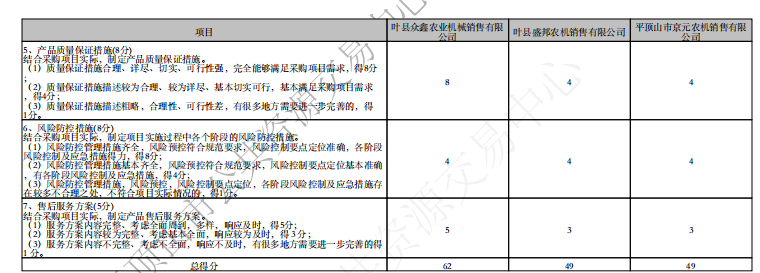 项目 叶县众鑫农业机械销售有限公司 叶县盛邦农机销售有限公司 平顶山市京元农机销售有限公司
5、产品质量保证措施(8分)
结合采购项目实际，制定产品质量保证措施。
(1) 质量保证措施合理、详尽、切实、可行性强，完全能够满足采购项目需求，得8分
；
(2) 质量保证措施描述较为合理、较为详尽、基本切实可行，基本满足采购项目需求
，得4分；
(3) 质量保证措施描述粗略，合理性、可行性差，有很多地方需要进一步完善的，得
1分。
8 4 4
6、风险防控措施(8分)
结合采购项目实际，制定项目实施过程中各个阶段的风险防控措施。
(1) 风险防控管理措施齐全，风险预控符合规范要求，风险控制要点定位准确，各阶段
风险控制及应急措施得力，得8分；
(2) 风险防控管理措施基本齐全，风险预控符合规范要求，风险控制要点定位基本准确
，有各阶段风险控制及应急措施，得4分；
(3) 风险防控管理措施，风险预控，风险控制要点定位，各阶段风险控制及应急措施存
在较多不合理之处，不符合项目实际情况的，得1分。
4 4 4
7、售后服务方案(5分)
结合采购项目实际，制定产品售后服务方案。
(1) 服务方案内容完整、考虑全面周到，多样，响应及时，得5分；
(2) 服务方案内容较为完整、考虑基本全面，响应较为及时，得３分；
(3) 服务方案内容不完整、考虑不全面，响应不及时，有很多地方需要进一步完善的得
１分。
5 3 3
总得分 62 49 49